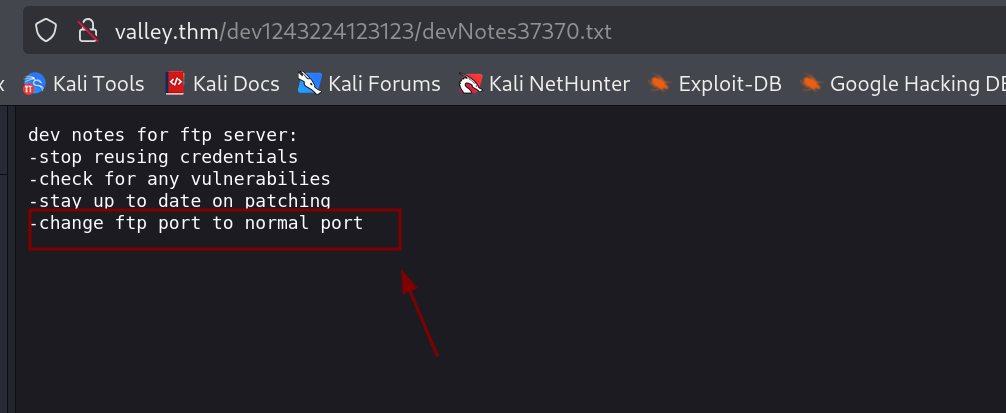 valley.thm/dev1243224123123/devNotes37370.txt
Kali Tools Kali Docs Kali Forums Kali NetHunter Exploit-DB Google Hacking DE
dev notes for ftp server:
-stop reusing credentials
-check for any vulnerabilies
-stay up to date on patching
-change ftp port to normal port